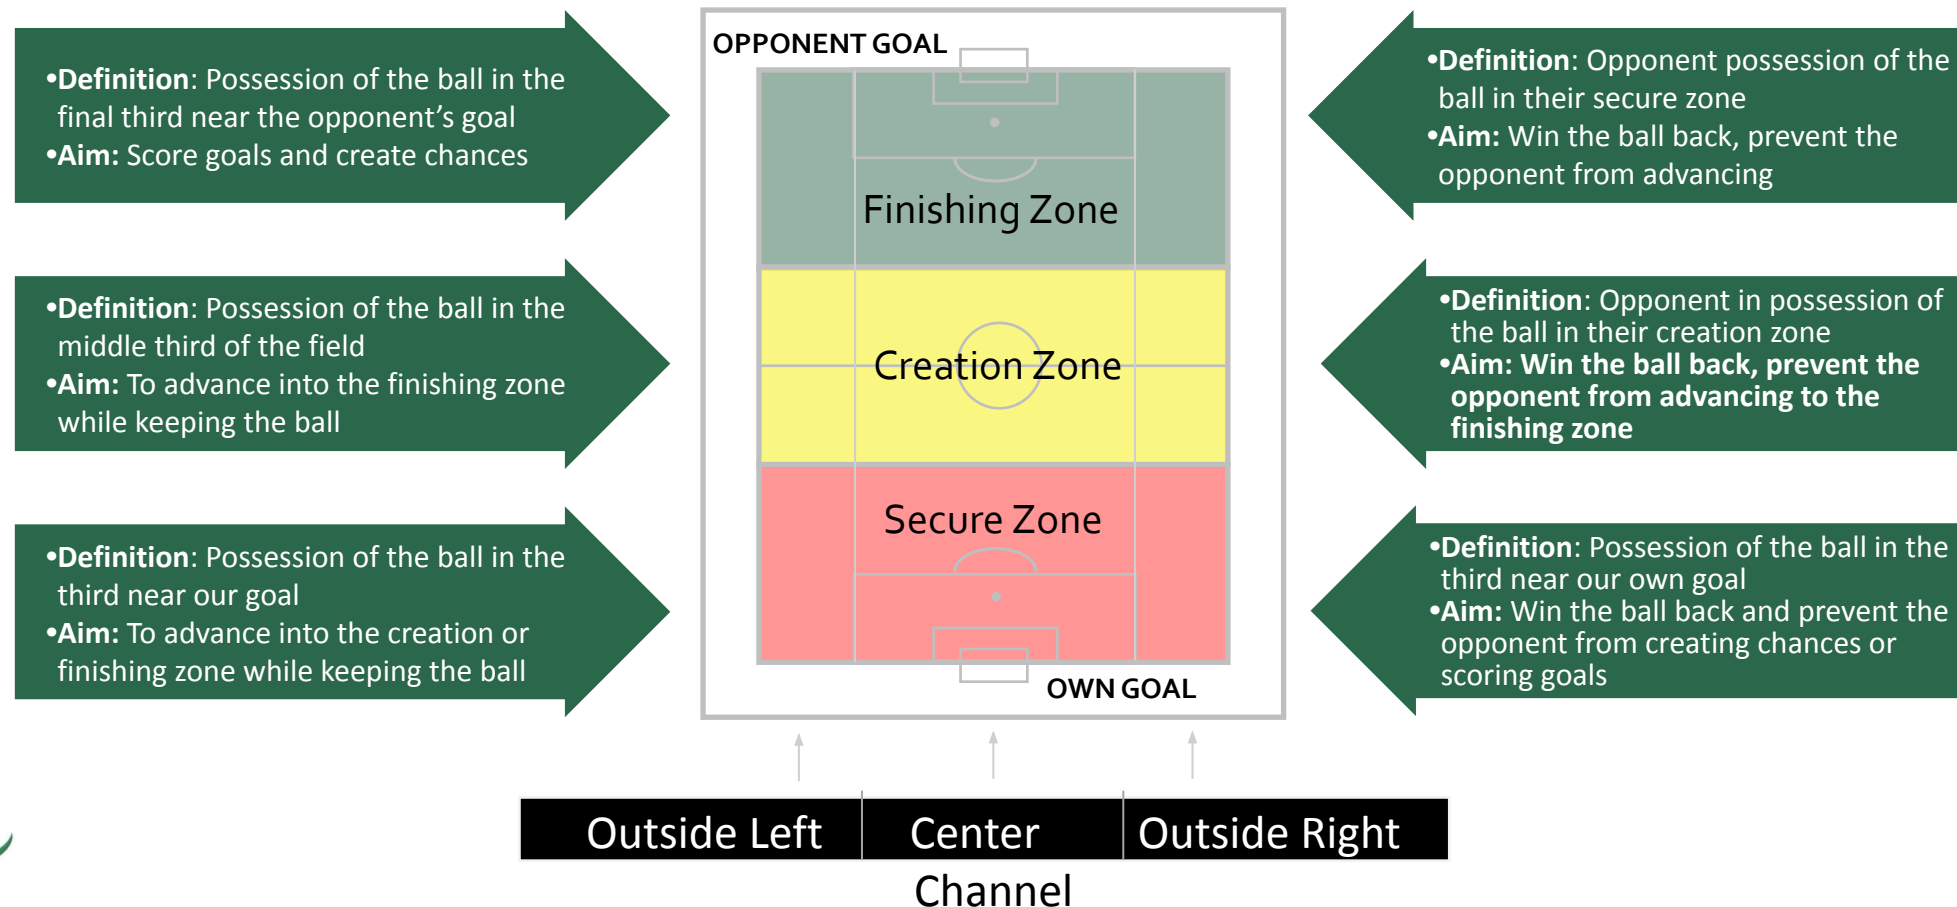 •Definition: Possession of the ball in the
final third near the opponent’s goal
•Aim: Score goals and create chances
•Definition: Possession of the ball in the
middle third of the field
•Aim: To advance into the finishing zone
while keeping the ball
•Definition: Possession of the ball in the
third near our goal
•Aim: To advance into the creation or
finishing zone while keeping the ball
OPPONENT GOAL
Finishing Zone
Creation Zone
Secure Zone
OWN GOAL
•Definition: Opponent possession of the
ball in their secure zone
•Aim: Win the ball back, prevent the
opponent from advancing
•Definition: Opponent in possession of
the ball in their creation zone
•Aim: Win the ball back, prevent the
opponent from advancing to the
finishing zone
•Definition: Possession of the ball in the
third near our own goal
•Aim: Win the ball back and prevent the
opponent from creating chances or
scoring goals
Outside Left
Center
Outside Right
Channel